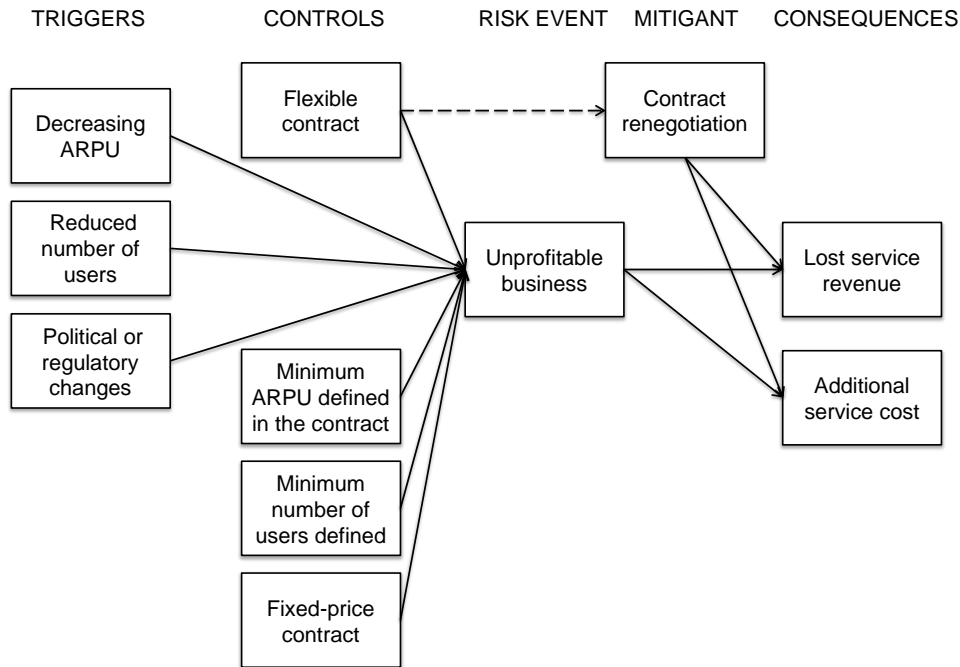 TRIGGERS CONTROLS RISK EVENT MITIGANT CONSEQUENCES
Decreasing
ARPU
Reduced
number of
users
Political or
regulatory
changes
Flexible
contract
Minimum
ARPU defined
in the contract
Minimum
number of
users defined
Fixed-price
contract
Unprofitable
business
Contract
renegotiation
Lost service
revenue
Additional
service cost